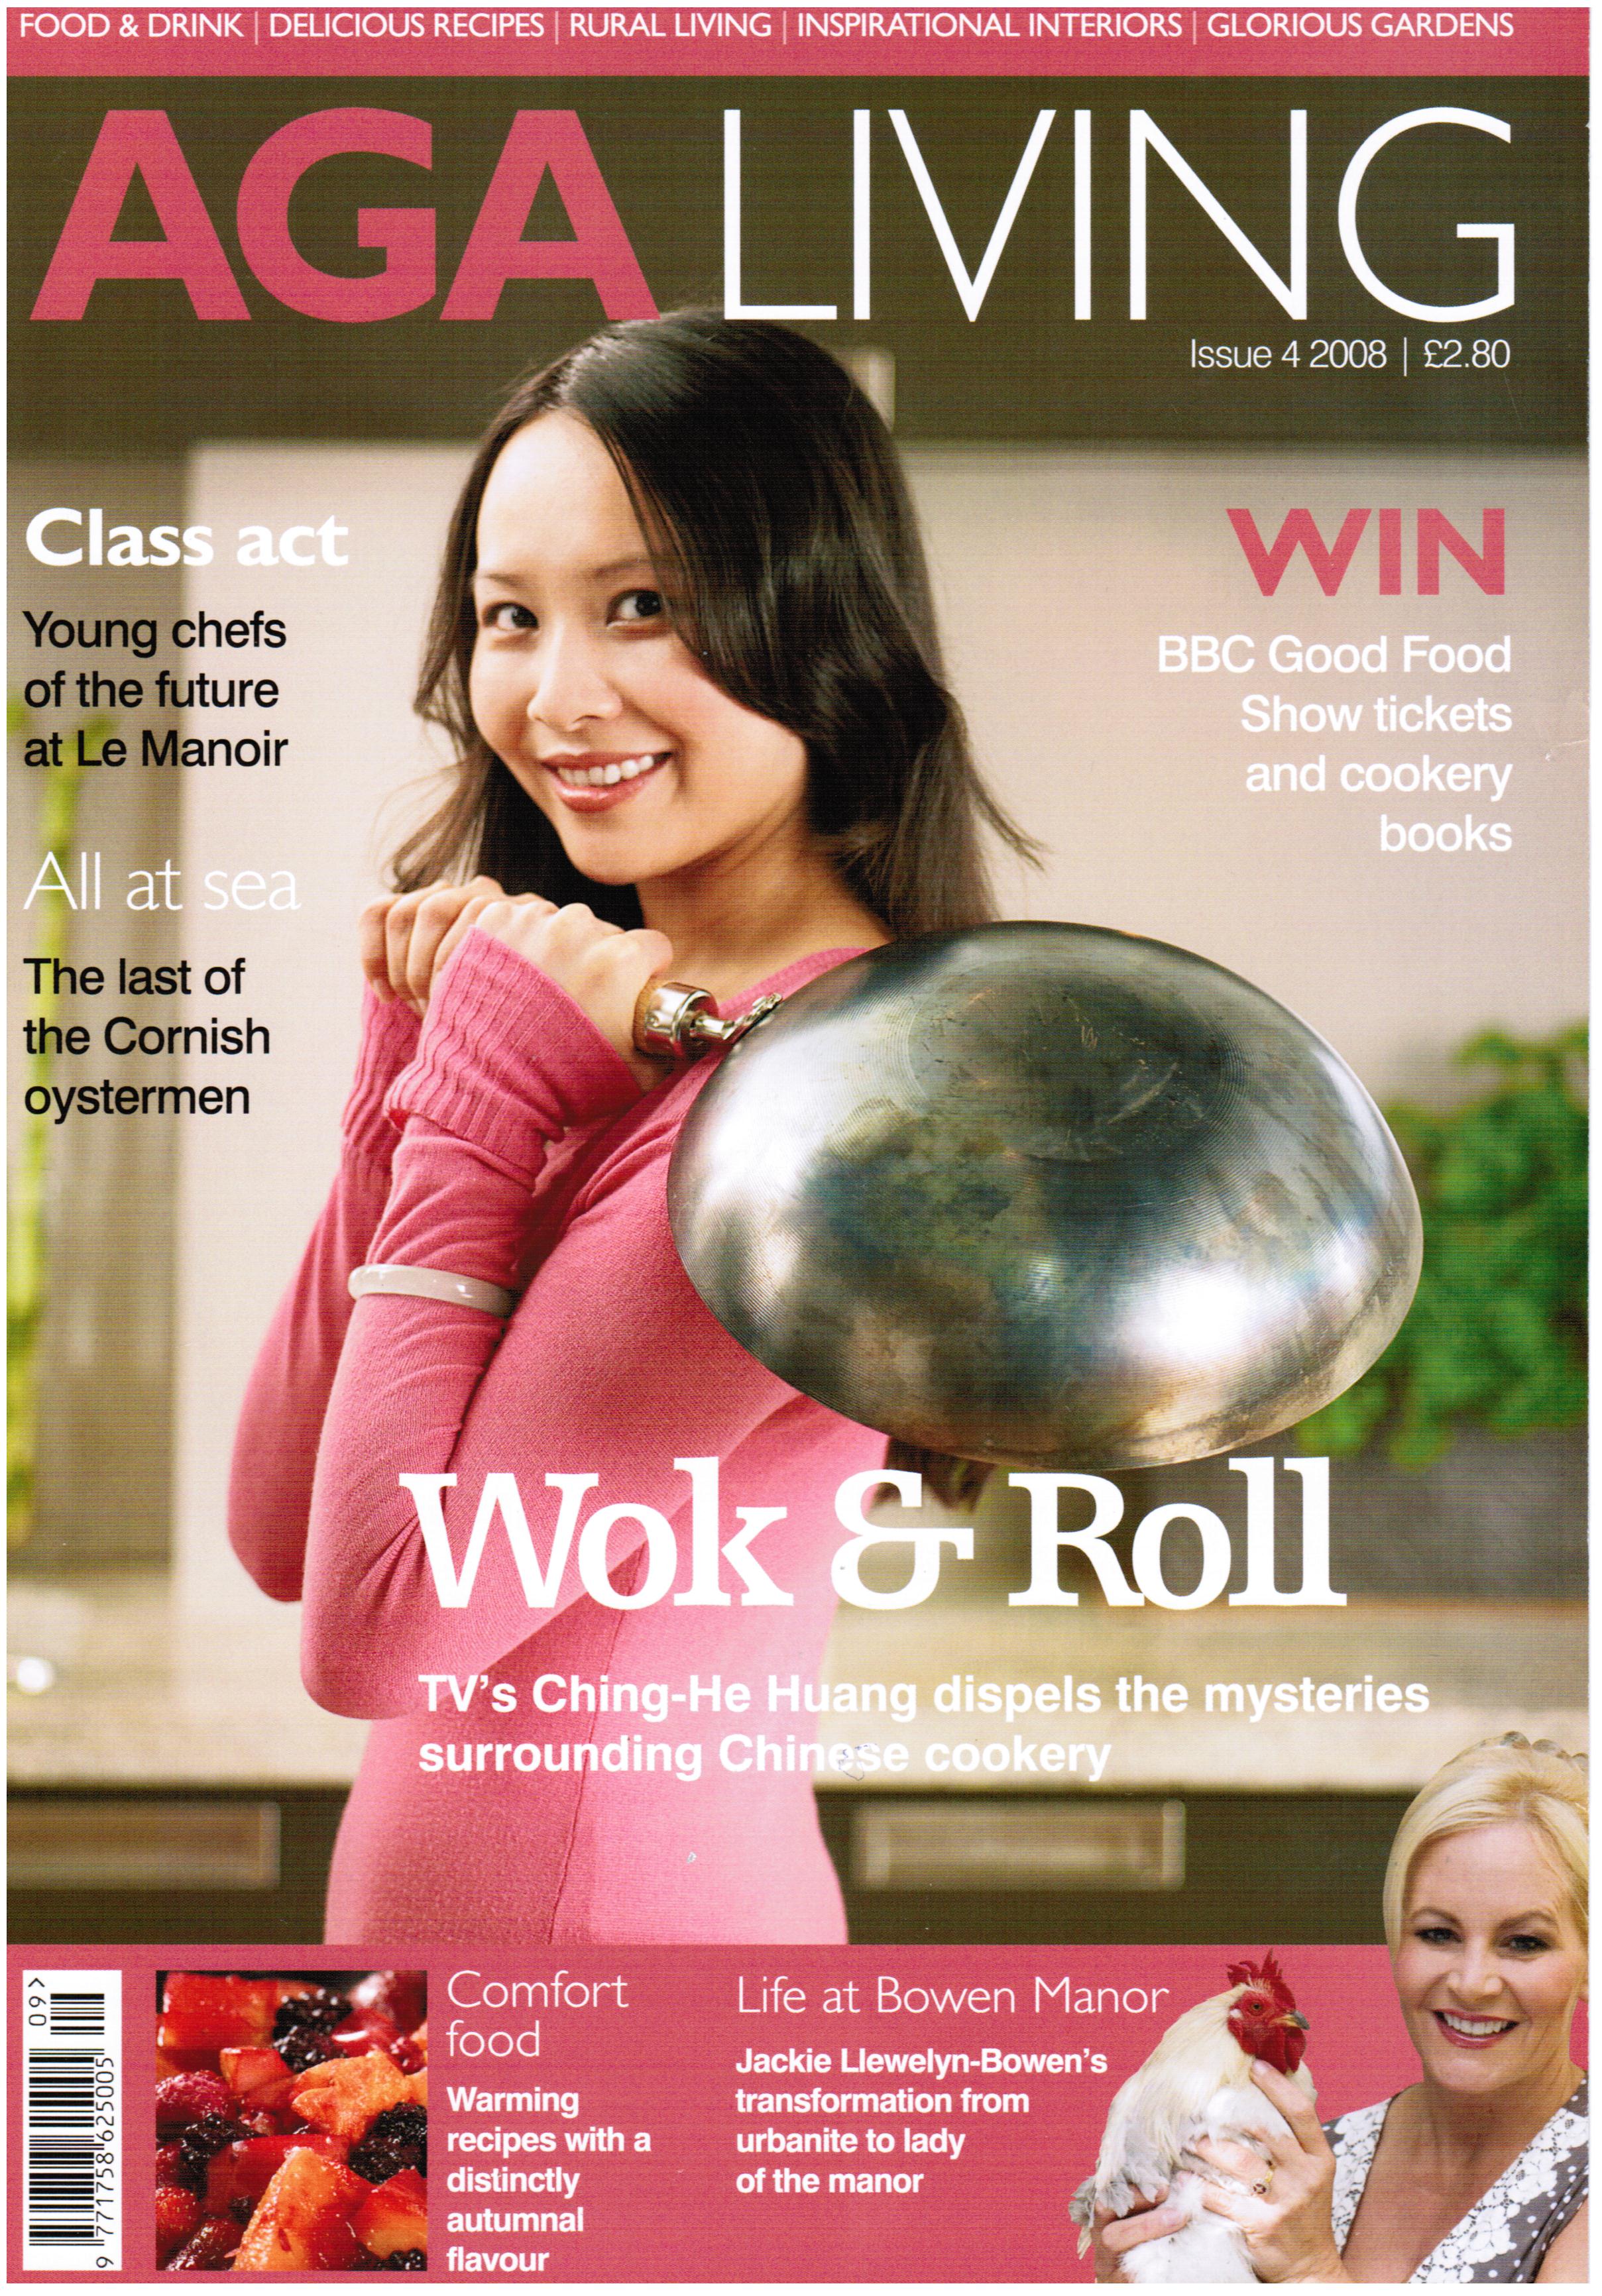 FOOD & DRINK | DELICIOUS RECIPES | RURAL LIVING | INSPIRATIONAL INTERIORS | GLORIOUS GARDENS
AGA LIVING
Issue 4 2008 | £2.80
Class act
Young chefs
of the future
at Le Manoir
All at sea
The last of
the Cornish
oystermen
WIN
BBC Good Food
Show tickets
and cookery
books
Wok & Roll
TV's Ching-He Huang dispels the mysteries
surrounding Chinese cookery
09>
9 771758 625005
Comfort
food
Warming
recipes with a
distinctly
autumnal
flavour
Life at Bowen Manor
Jackie Llewelyn-Bowen's
transformation from
urbanite to lady
of the manor